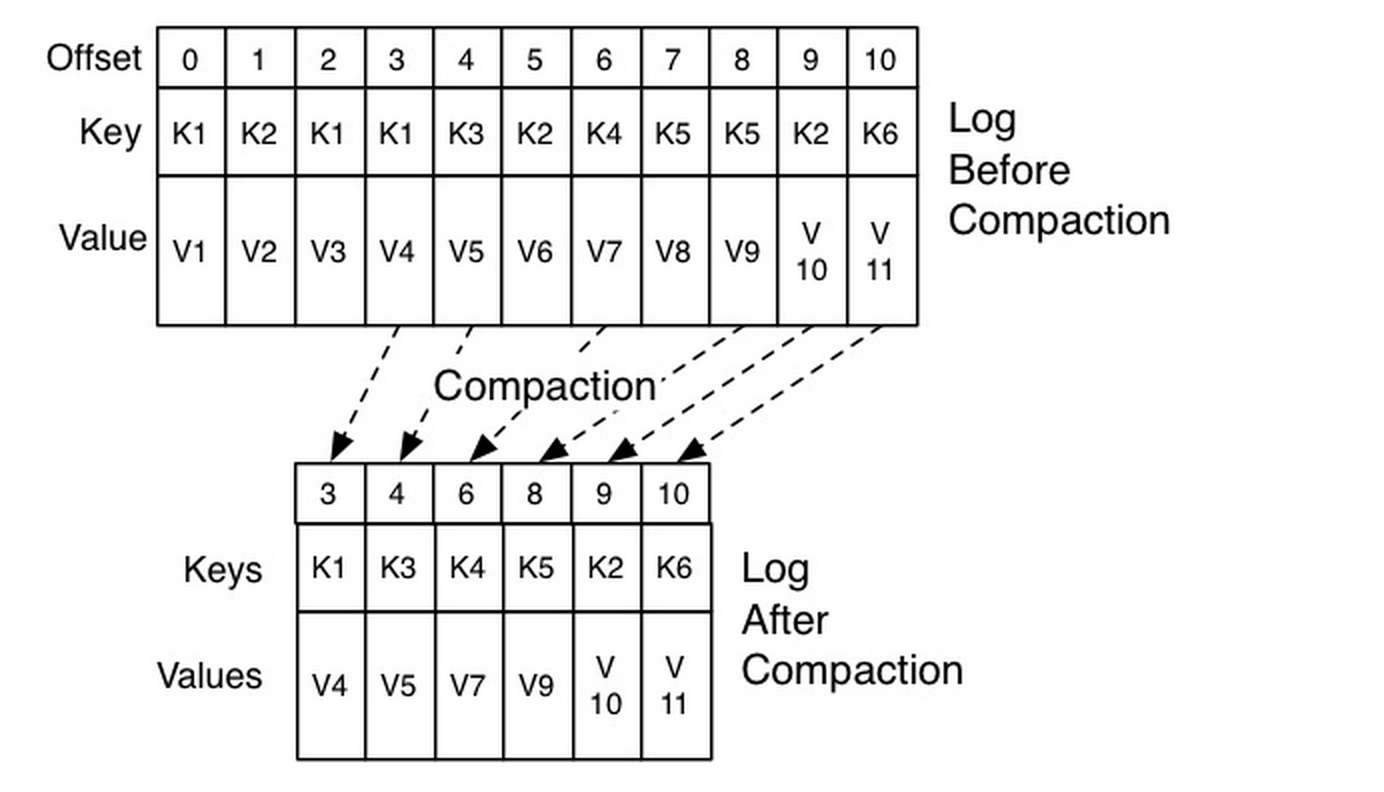 Offset 0 1 2 3 4 5 6 7 8 9 10
Key K1 K2 K1 K1 K3 K2 K4 K5 K5 K2 K6
Value V1 V2 V3 V4 V5 V6 V7 V8 V9 V 10 V 11
Log
Before
Compaction
Compaction
3 4 6 8 9 10
Keys K1 K3 K4 K5 K2 K6
Values V4 V5 V7 V9 V 10 V 11
Log
After
Compaction